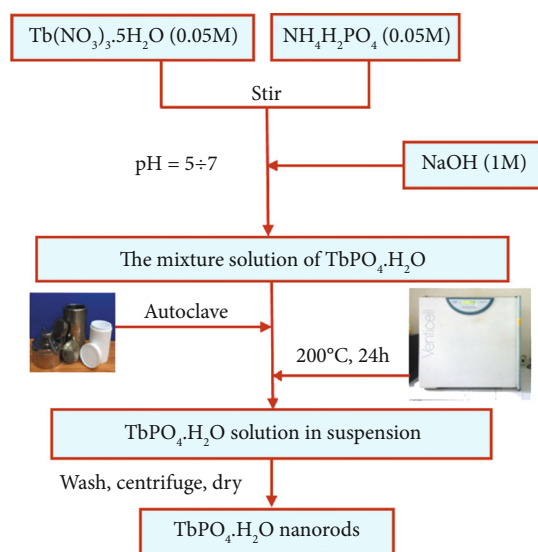 Tb(NO₃)₃.5H₂O (0.05M)
NH₄H₂PO₄ (0.05M)
Stir
pH = 5÷7
NaOH (1M)
The mixture solution of TbPO₄.H₂O
Autoclave
Venticell
200°C, 24h
TbPO₄.H₂O solution in suspension
Wash, centrifuge, dry
TbPO₄.H₂O nanorods